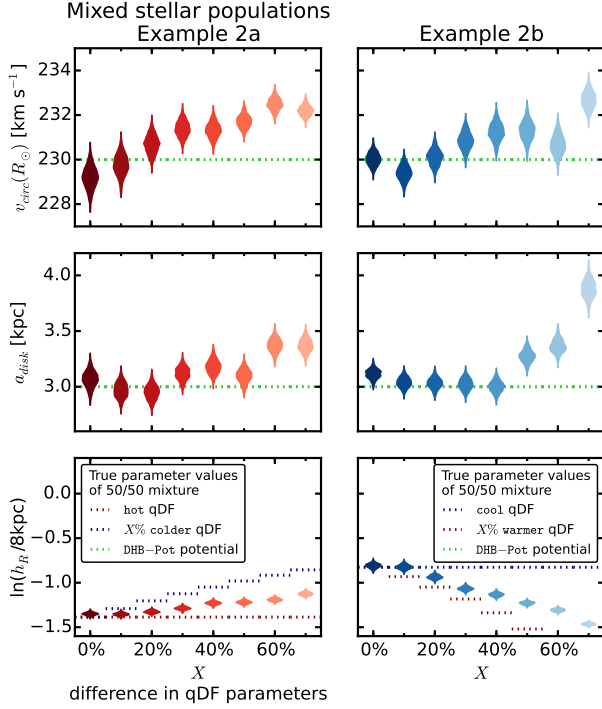 Mixed stellar populations
Example 2a
Example 2b
234
232
230
228
v_circ(R_⊙) [km s⁻¹]
4.0
3.5
3.0
a_disk [kpc]
0.0
−0.5
−1.0
−1.5
ln(h_R/8kpc)
True parameter values
of 50/50 mixture
hot qDF
X% colder qDF
DHB−Pot potential
True parameter values
of 50/50 mixture
cool qDF
X% warmer qDF
DHB−Pot potential
0% 20% 40% 60%
0% 20% 40% 60%
X
X
difference in qDF parameters